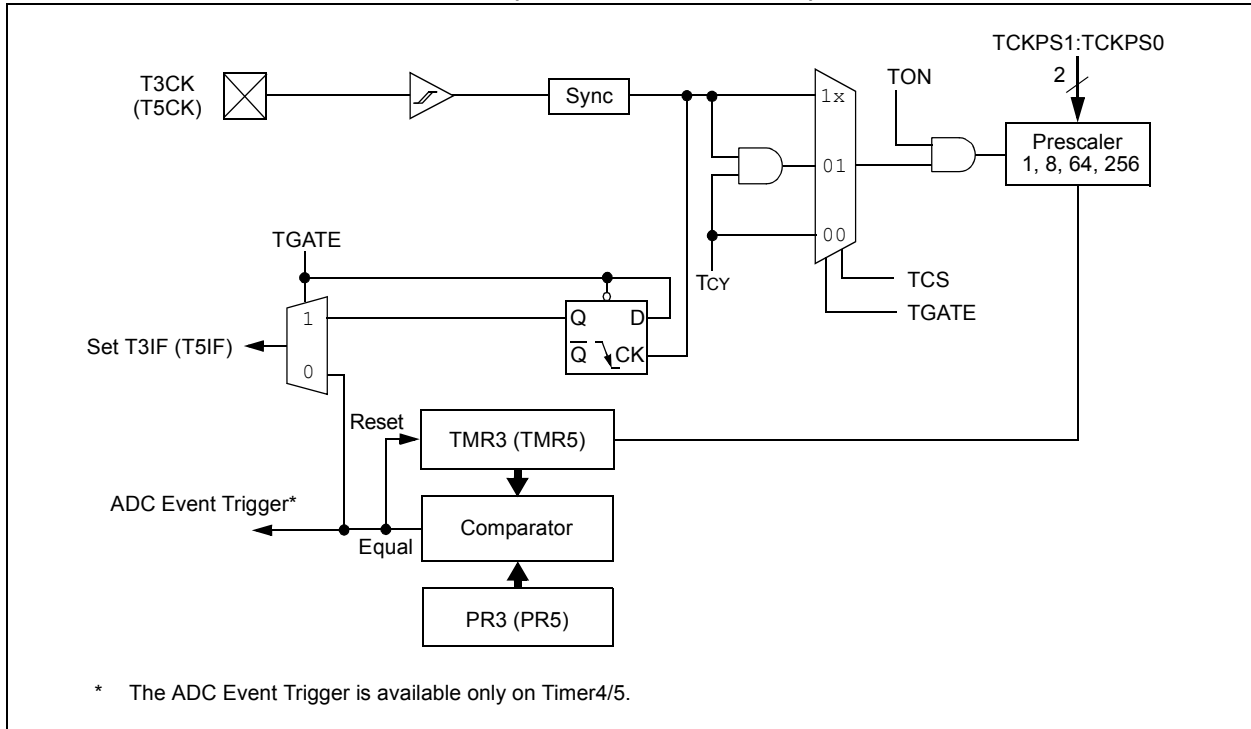 TCKPS1:TCKPS0
2
T3CK
(T5CK)
Sync
TON
1x
Prescaler
1, 8, 64, 256
01
00
TGATE
TCY
TCS
TGATE
1
Q
D
Set T3IF (T5IF)
Q
CK
0
Reset
TMR3 (TMR5)
ADC Event Trigger*
Comparator
Equal
PR3 (PR5)
* The ADC Event Trigger is available only on Timer4/5.